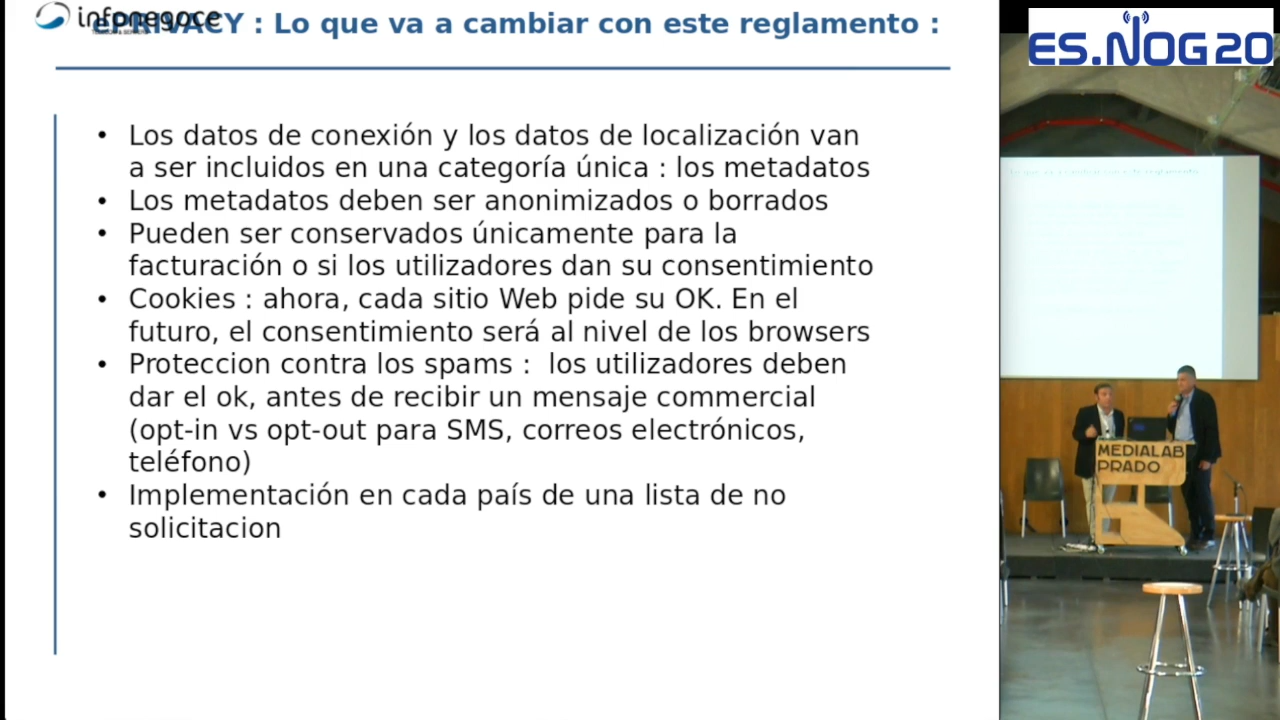 infonegoce
ePRIVACY : Lo que va a cambiar con este reglamento :
ES.NOG20
• Los datos de conexión y los datos de localización van
a ser incluidos en una categoría única : los metadatos
• Los metadatos deben ser anonimizados o borrados
• Pueden ser conservados únicamente para la
facturación o si los utilizadores dan su consentimiento
• Cookies : ahora, cada sitio Web pide su OK. En el
futuro, el consentimiento será al nivel de los browsers
• Proteccion contra los spams :  los utilizadores deben
dar el ok, antes de recibir un mensaje commercial
(opt-in vs opt-out para SMS, correos electrónicos,
teléfono)
• Implementación en cada país de una lista de no
solicitacion
MEDIALAB
PRADO